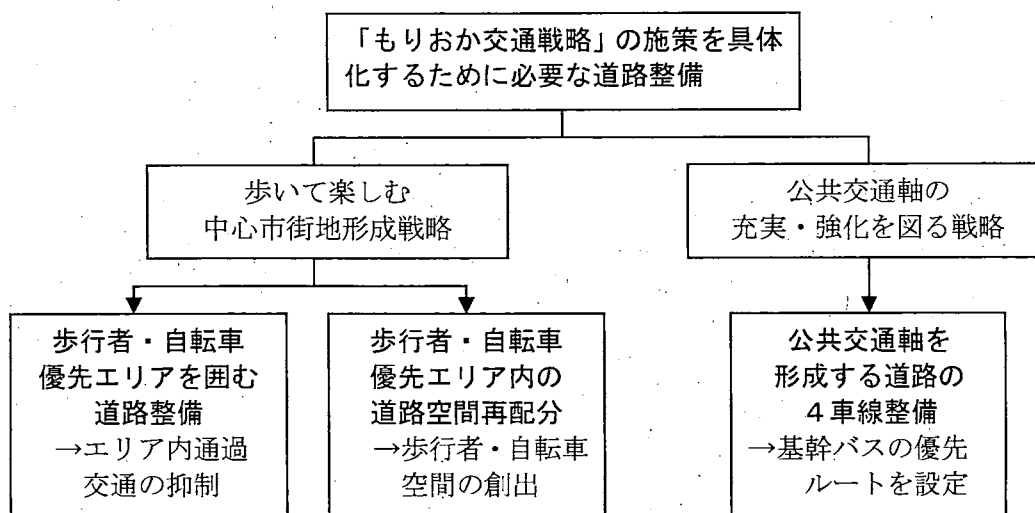 「もりおか交通戦略」の施策を具体
化するために必要な道路整備
歩いて楽しむ
中心市街地形成戦略
公共交通軸の
充実・強化を図る戦略
歩行者・自転車
優先エリアを囲む
道路整備
→エリア内通過
交通の抑制
歩行者・自転車
優先エリア内の
道路空間再配分
→歩行者・自転車
空間の創出
公共交通軸を
形成する道路の
4車線整備
→基幹バスの優先
ルートを設定